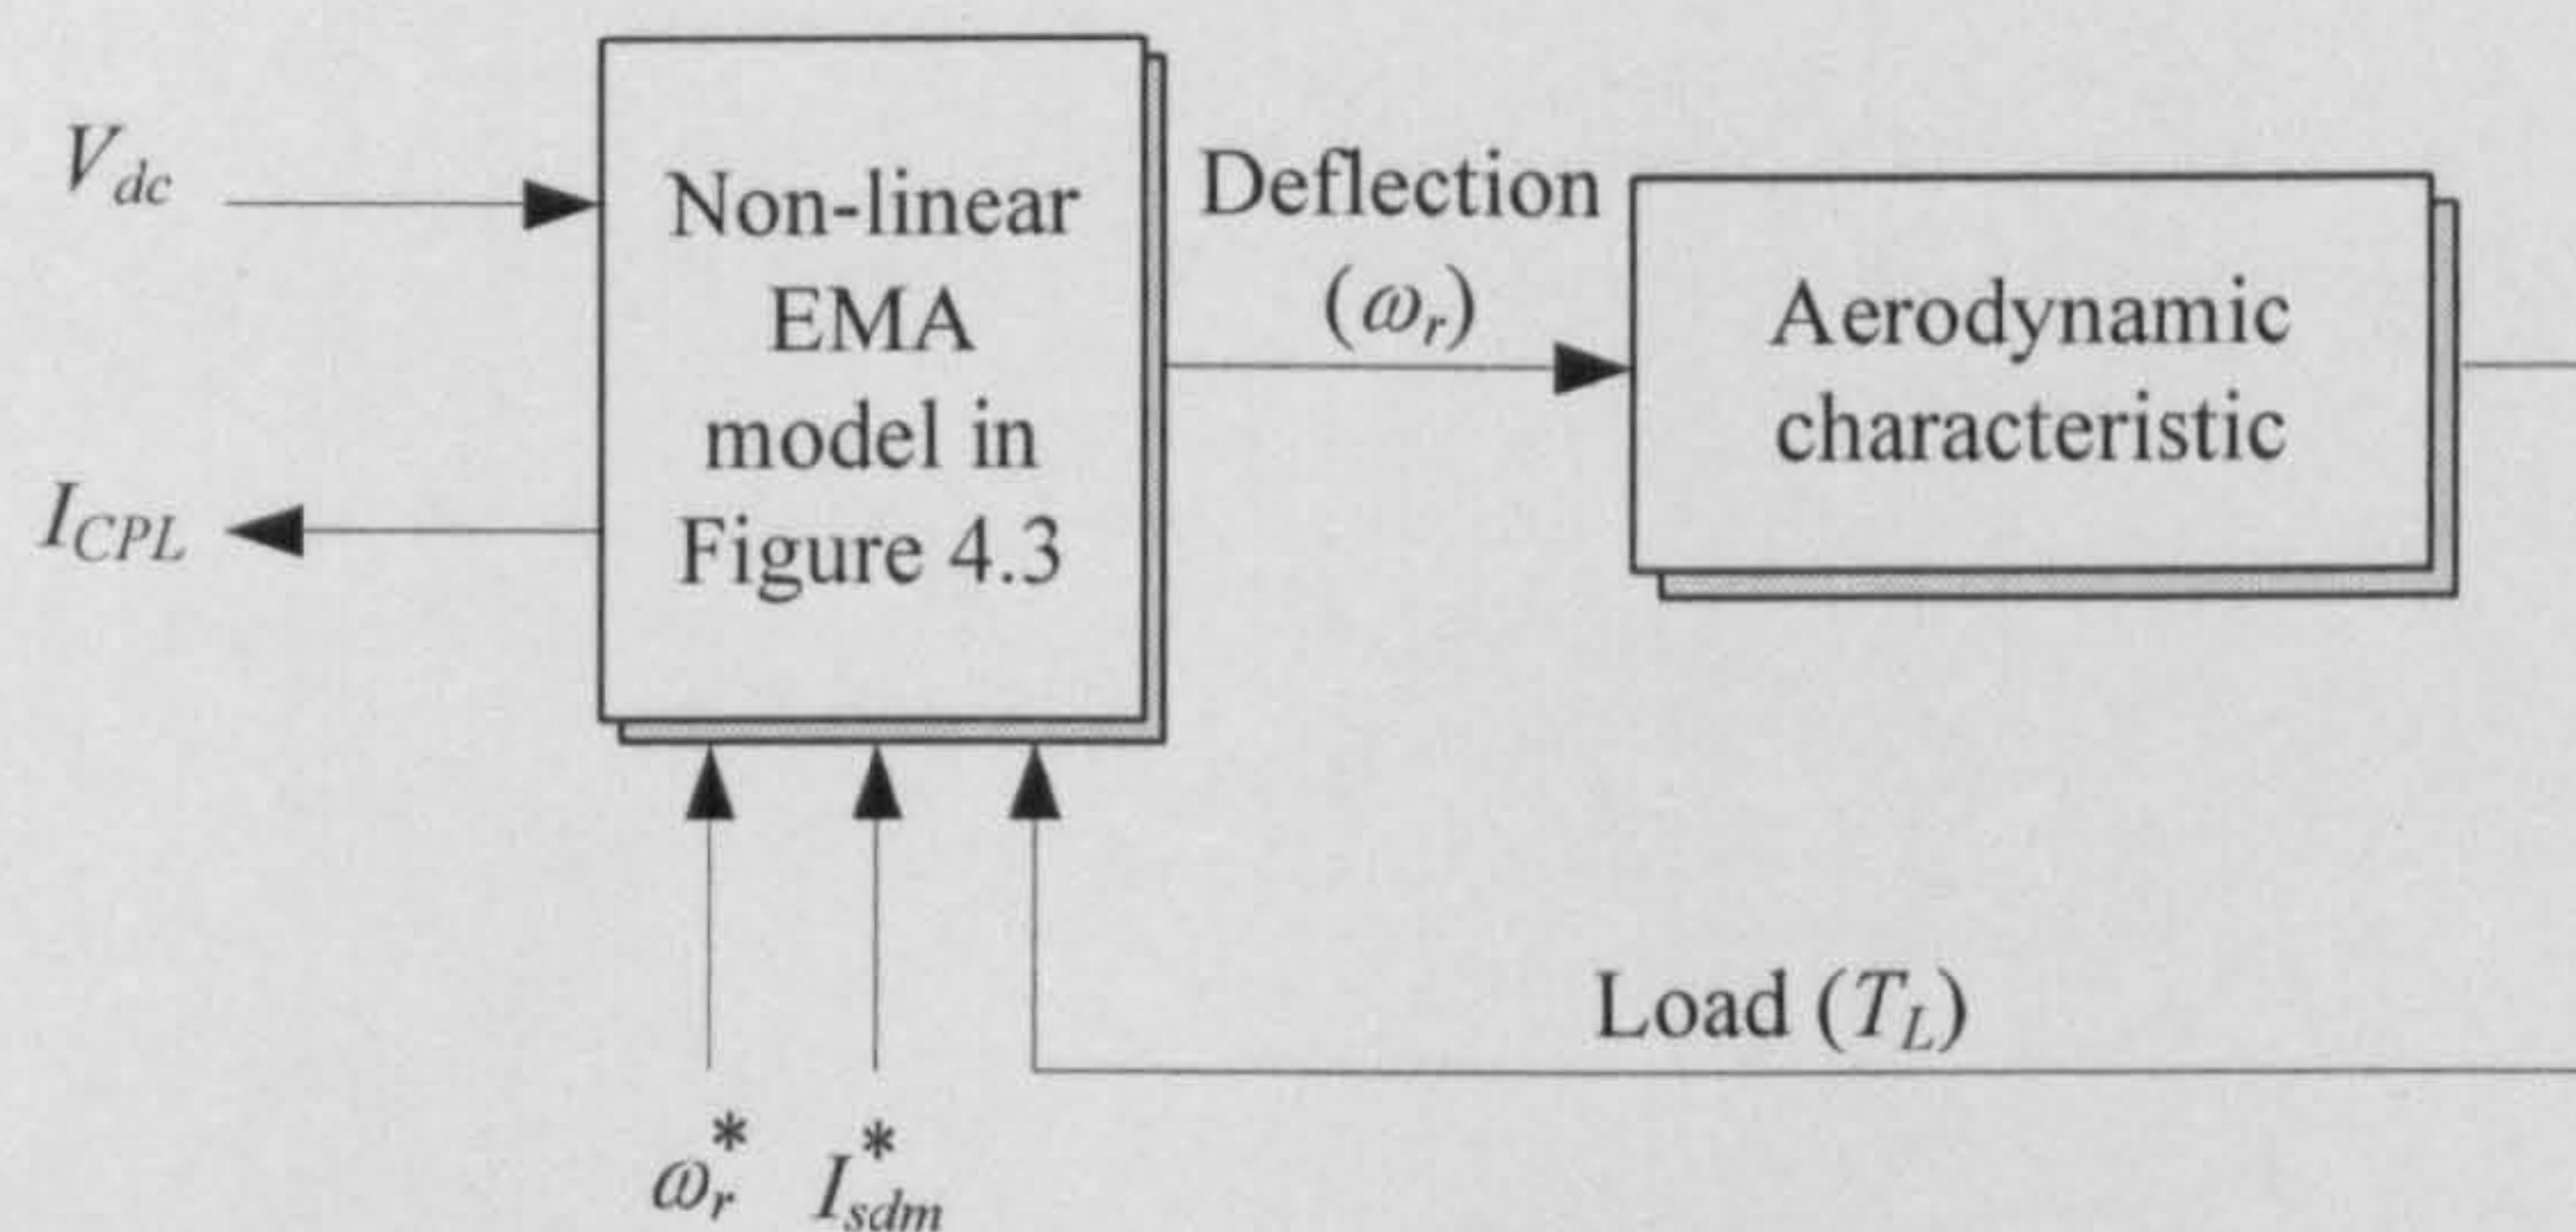 V_dc
I_CPL
Non-linear
EMA
model in
Figure 4.3
Deflection
(ω_r)
Aerodynamic
characteristic
Load (T_L)
ω_r^* I_sdm^*